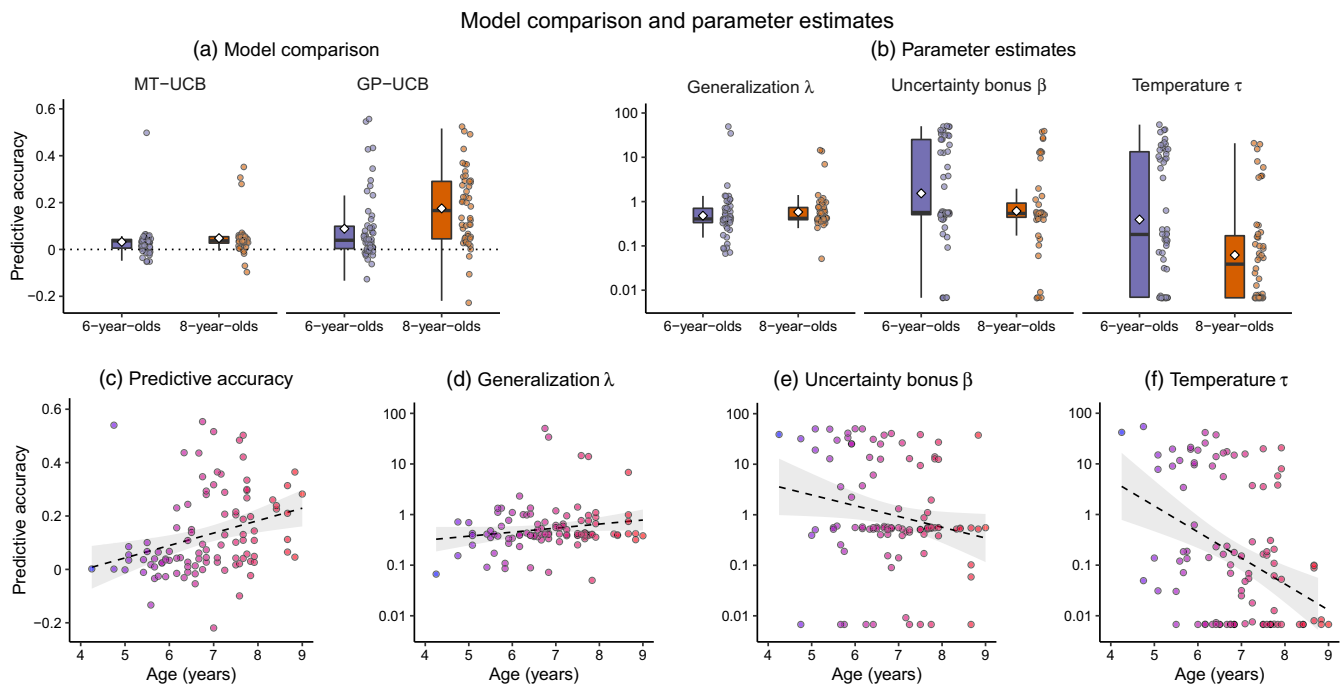 Model comparison and parameter estimates
(a) Model comparison
(b) Parameter estimates
MT−UCB
GP−UCB
Generalization λ
Uncertainty bonus β
Temperature τ
Predictive accuracy
0.6
0.4
0.2
0.0
−0.2
100
10
1
0.1
0.01
6-year-olds
8-year-olds
6-year-olds
8-year-olds
6-year-olds
8-year-olds
6-year-olds
8-year-olds
6-year-olds
8-year-olds
(c) Predictive accuracy
(d) Generalization λ
(e) Uncertainty bonus β
(f) Temperature τ
Predictive accuracy
0.6
0.4
0.2
0
−0.2
100
10
1
0.1
0.01
100
10
1
0.1
0.01
100
10
1
0.1
0.01
4 5 6 7 8 9
4 5 6 7 8 9
4 5 6 7 8 9
4 5 6 7 8 9
Age (years)
Age (years)
Age (years)
Age (years)